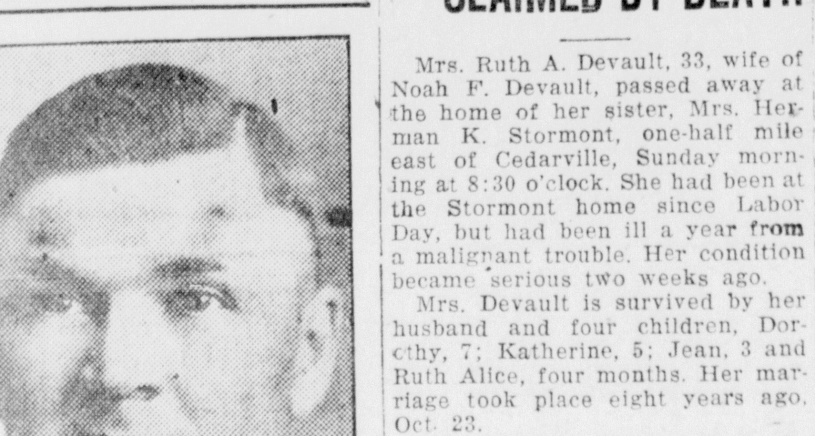 CLAIMED BY DEATH
Mrs. Ruth A. Devault, 33, wife of
Noah F. Devault, passed away at
the home of her sister, Mrs. Her-
man K. Stormont, one-half mile
east of Cedarville, Sunday morn-
ing at 8:30 o'clock. She had been at
the Stormont home since Labor
Day, but had been ill a year from
a malignant trouble. Her condition
became serious two weeks ago.
Mrs. Devault is survived by her
husband and four children, Dor-
cthy, 7; Katherine, 5; Jean, 3 and
Ruth Alice, four months. Her mar-
riage took place eight years ago,
Oct. 23.